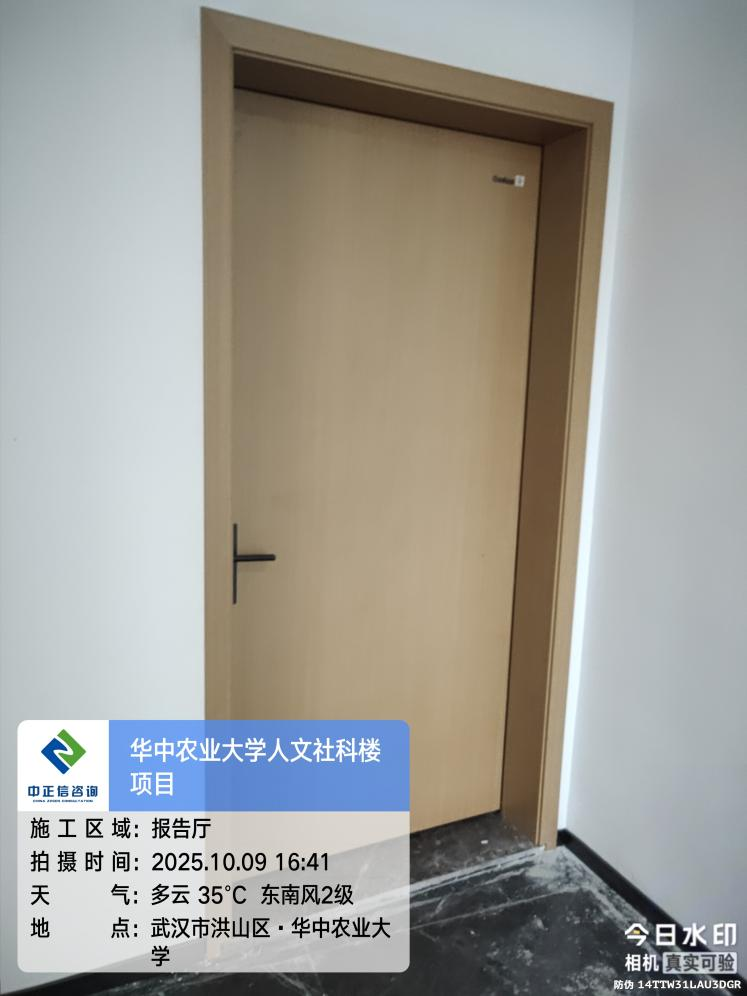 中正信咨询
华中农业大学人文社科楼
项目
施工区域：报告厅
拍摄时间：2025.10.09 16:41
天气：多云 35°C 东南风2级
地点：武汉市洪山区·华中农业大
学
今日水印
相机 真实可验
防伪 14TTW31LAU3DGR